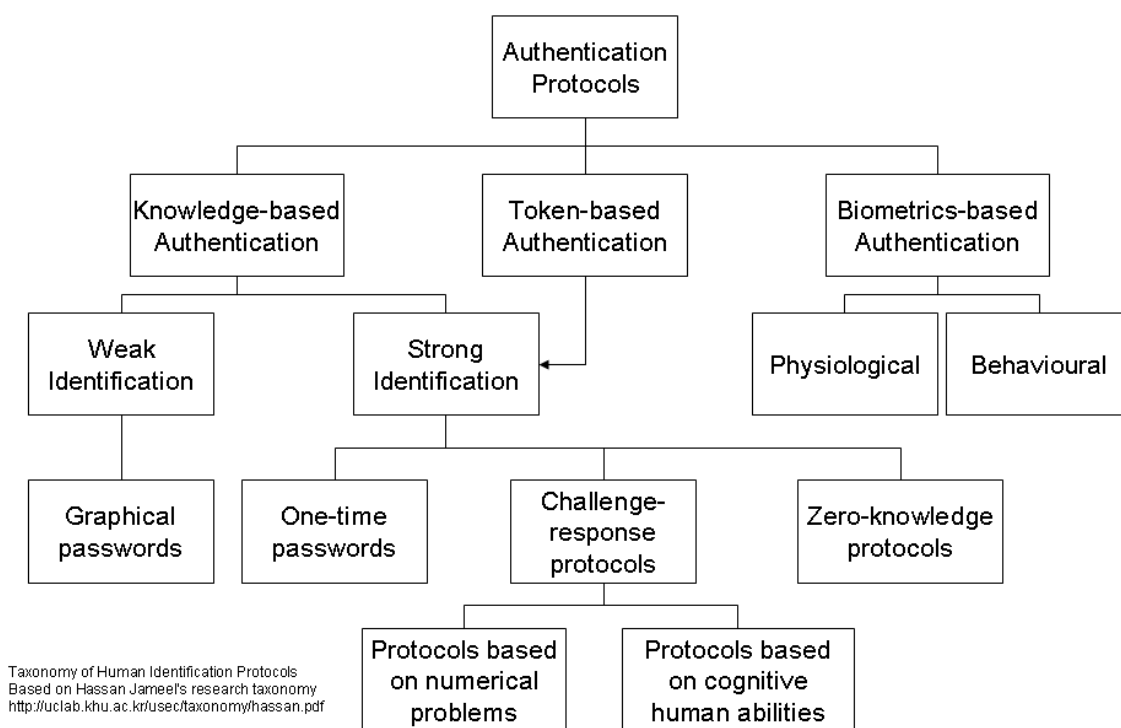 Authentication
Protocols
Knowledge-based
Authentication
Token-based
Authentication
Biometrics-based
Authentication
Weak
Identification
Strong
Identification
Physiological
Behavioural
Graphical
passwords
One-time
passwords
Challenge-
response
protocols
Zero-knowledge
protocols
Protocols based
on numerical
problems
Protocols based
on cognitive
human abilities
Taxonomy of Human Identification Protocols
Based on Hassan Jameel's research taxonomy
http://uclab.khu.ac.kr/usec/taxonomy/hassan.pdf